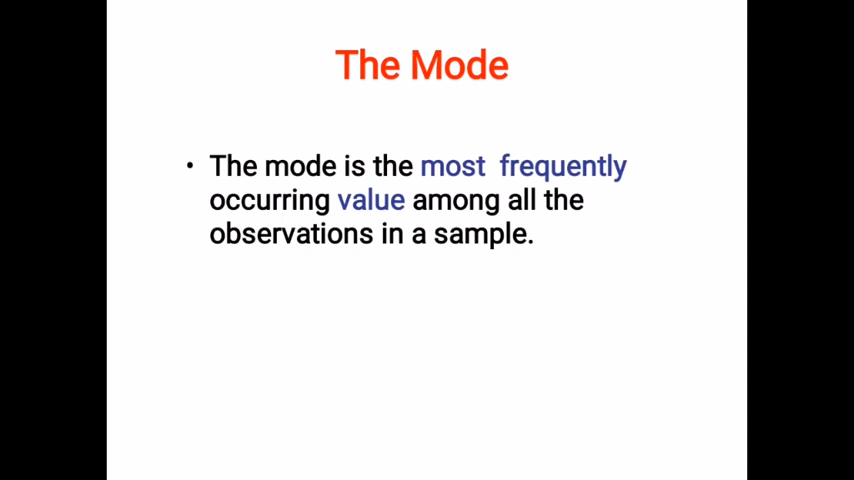 The Mode
• The mode is the most frequently
occurring value among all the
observations in a sample.